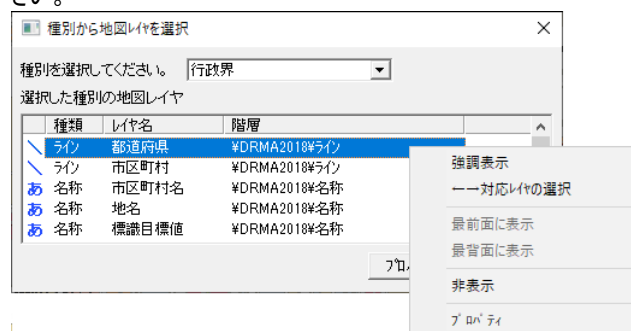 さい。
種別から地図ﾚｲﾔを選択
種別を選択してください。 行政界
選択した種別の地図レイヤ
種類 レイヤ名 階層
ﾗｲﾝ 都道府県 ¥DRMA2018¥ﾗｲﾝ
ﾗｲﾝ 市区町村 ¥DRMA2018¥ﾗｲﾝ
あ 名称 市区町村名 ¥DRMA2018¥名称
あ 名称 地名 ¥DRMA2018¥名称
あ 名称 標識目標値 ¥DRMA2018¥名称
強調表示
←→対応ﾚｲﾔの選択
最前面に表示
最背面に表示
非表示
ﾌﾟﾛﾊﾟﾃｨ